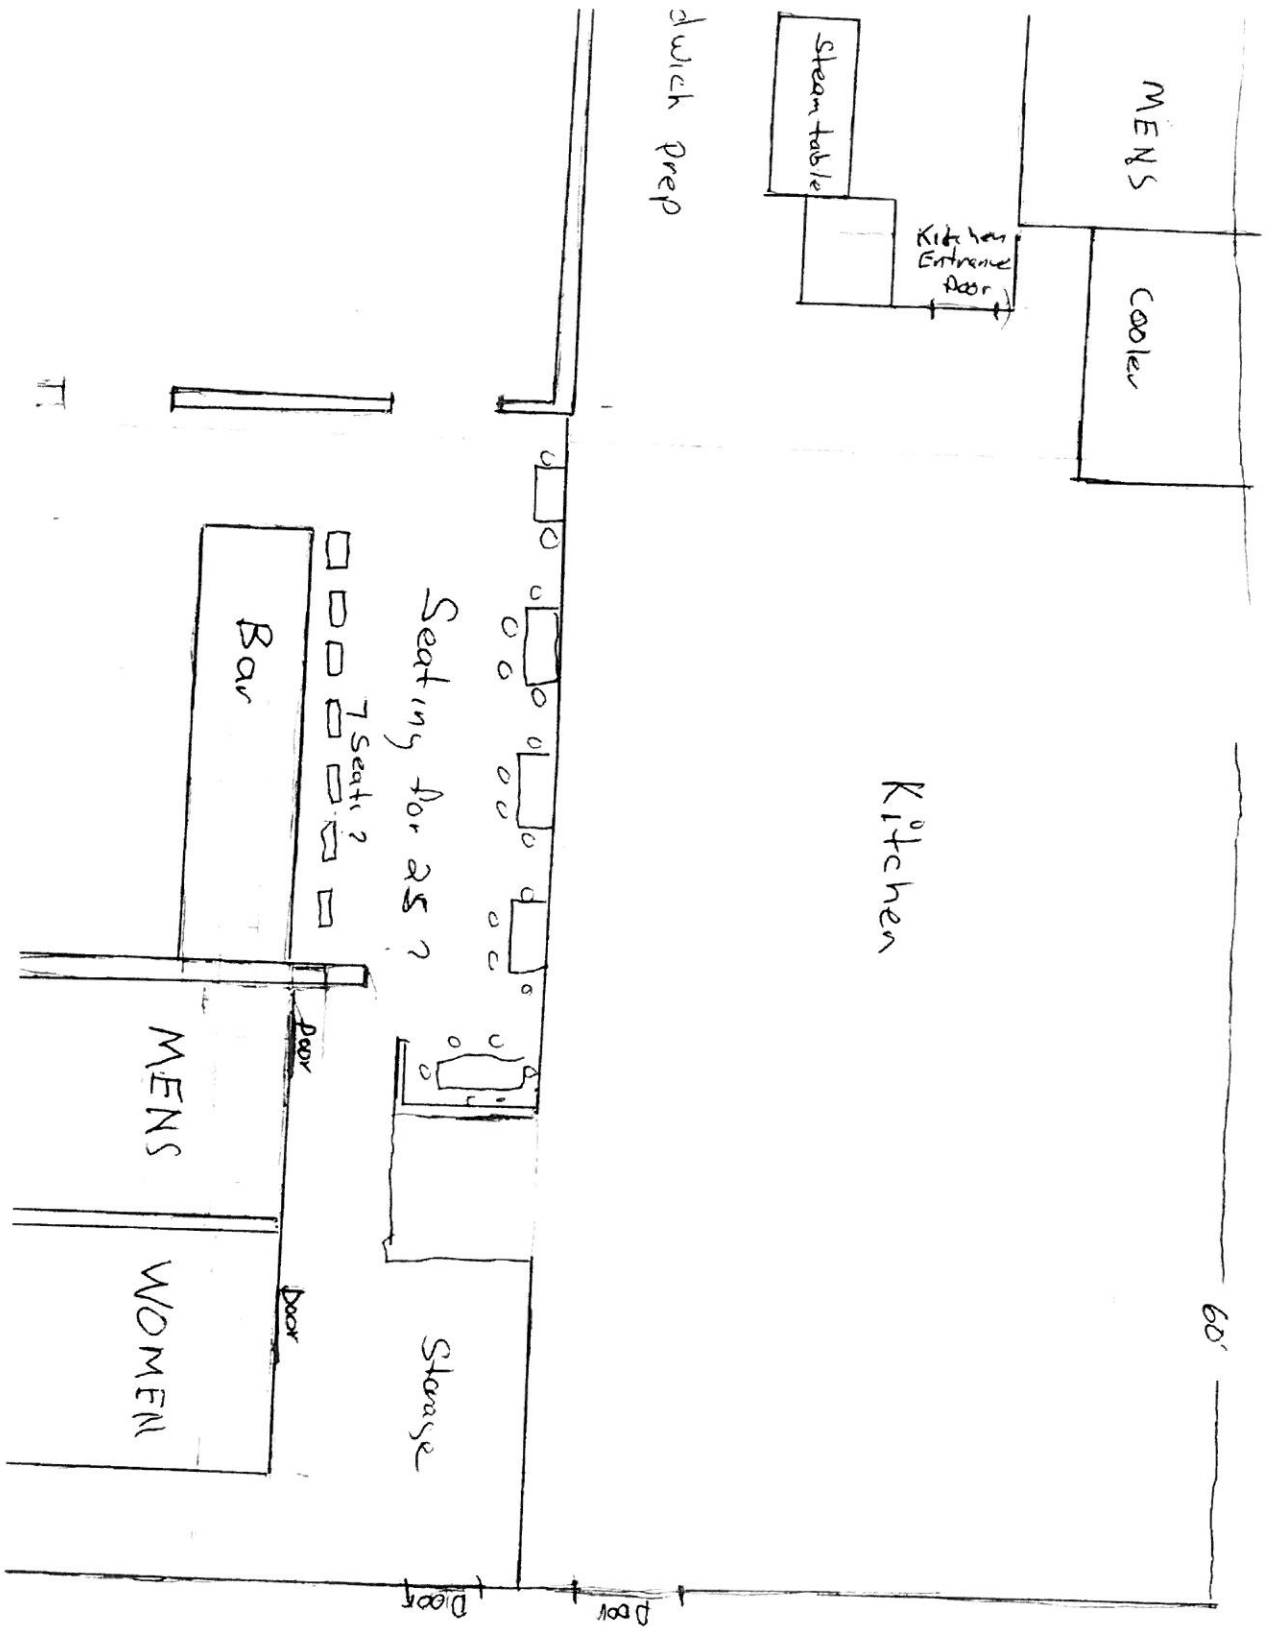 MENS
Cooler
Steam table
Kitchen
Entrance
Door
dwich prep
Kitchen
60'
Seating for 25 ?
7 Seats ?
Bar
MENS
Door
WOMEN
Door
Storage
Door
Door